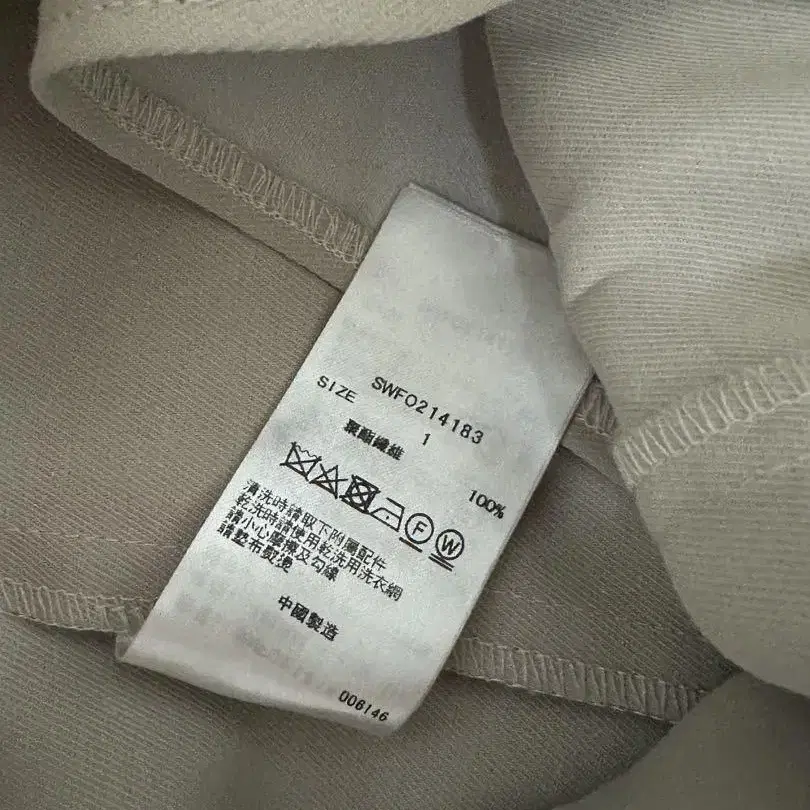 SWF0214183
SIZE 1
聚酯纖維 100%
F W
清洗時請取下附屬配件
乾洗時請使用乾洗用洗衣網
請小心摩擦及勾線
請墊布熨燙
中國製造
006146